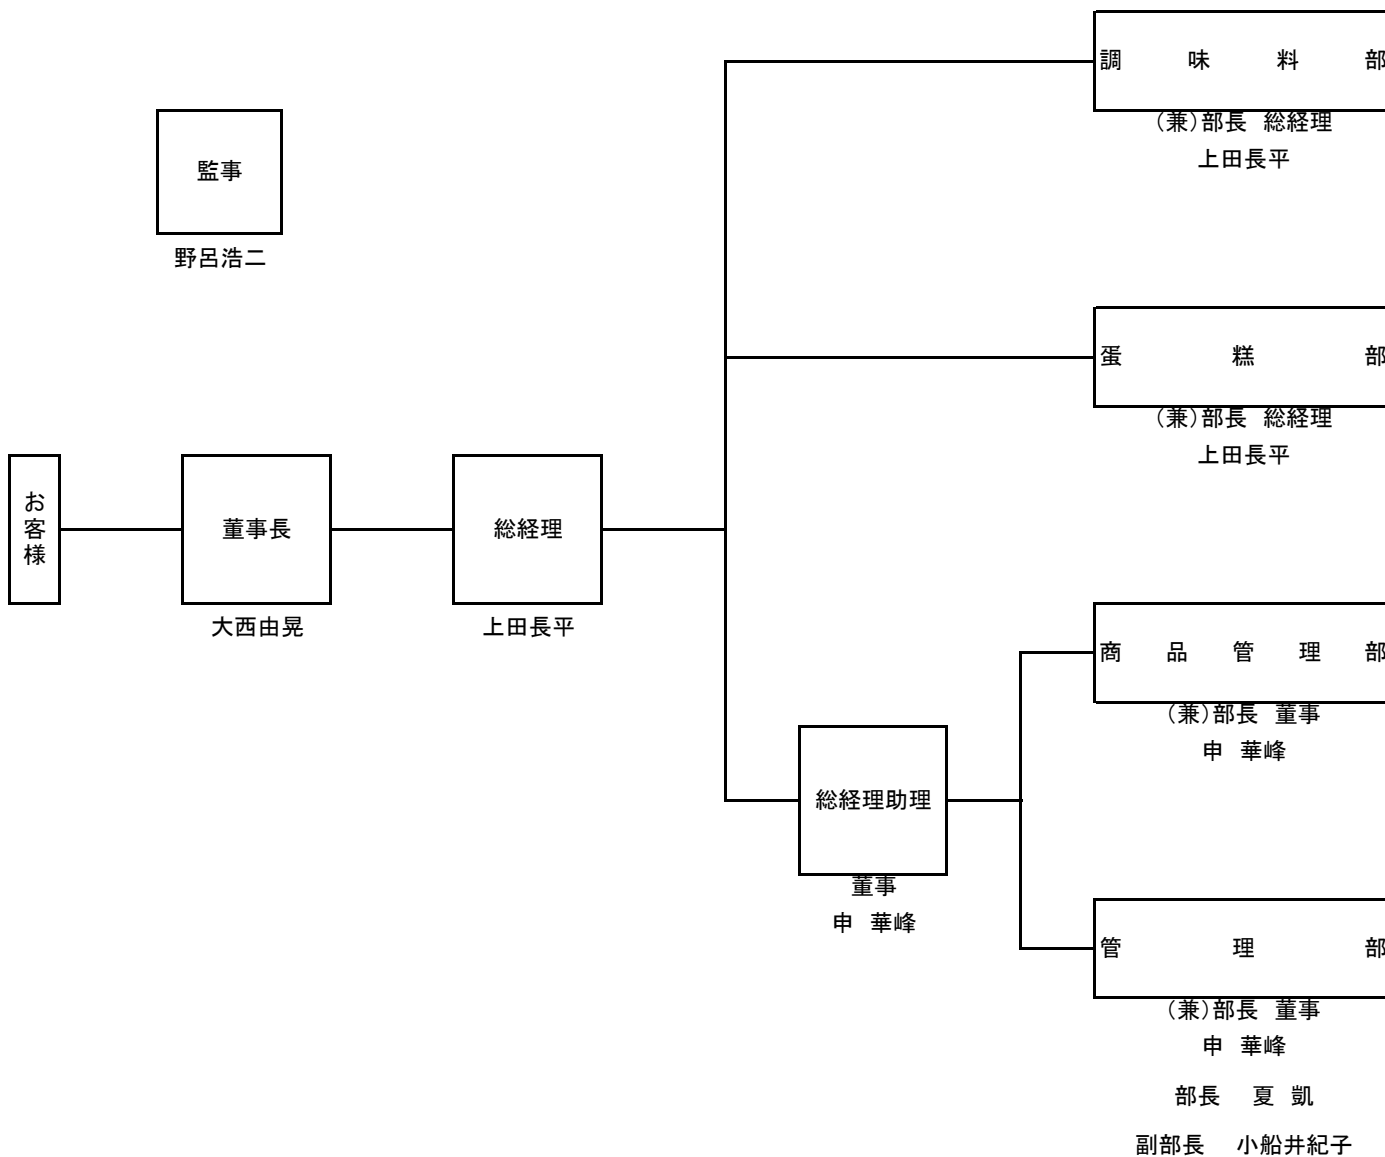 調味料部
(兼)部長 総経理
上田長平
監事
野呂浩二
蛋糕部
(兼)部長 総経理
上田長平
お客様
董事長
大西由晃
総経理
上田長平
商品管理部
(兼)部長 董事
申 華峰
総経理助理
董事
申 華峰
管理部
(兼)部長 董事
申 華峰
部長 夏 凱
副部長 小船井紀子